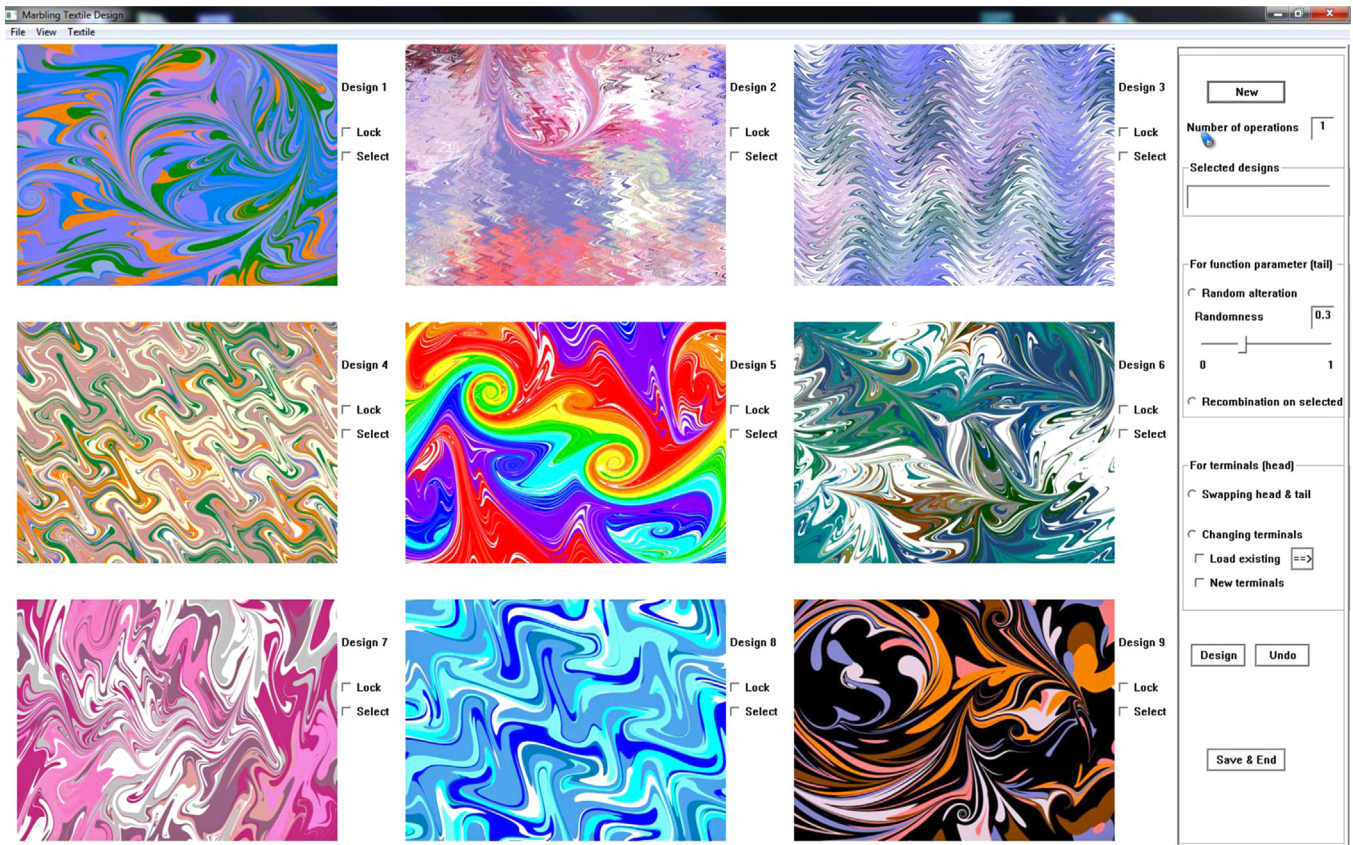 Marbling Textile Design
File View Textile
Design 1
Lock
Select
Design 2
Lock
Select
Design 3
Lock
Select
Design 4
Lock
Select
Design 5
Lock
Select
Design 6
Lock
Select
Design 7
Lock
Select
Design 8
Lock
Select
Design 9
Lock
Select
New
Number of operations 1
Selected designs
For function parameter (tail)
Random alteration
Randomness 0.3
0 1
Recombination on selected
For terminals (head)
Swapping head & tail
Changing terminals
Load existing ==>
New terminals
Design Undo
Save & End